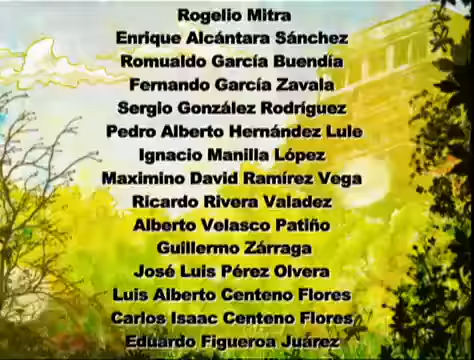 Rogelio Mitra
Enrique Alcántara Sánchez
Romualdo García Buendía
Fernando García Zavala
Sergio González Rodríguez
Pedro Alberto Hernández Lule
Ignacio Manilla López
Maximino David Ramírez Vega
Ricardo Rivera Valadez
Alberto Velasco Patiño
Guillermo Zárraga
José Luis Pérez Olvera
Luis Alberto Centeno Flores
Carlos Isaac Centeno Flores
Eduardo Figueroa Juárez